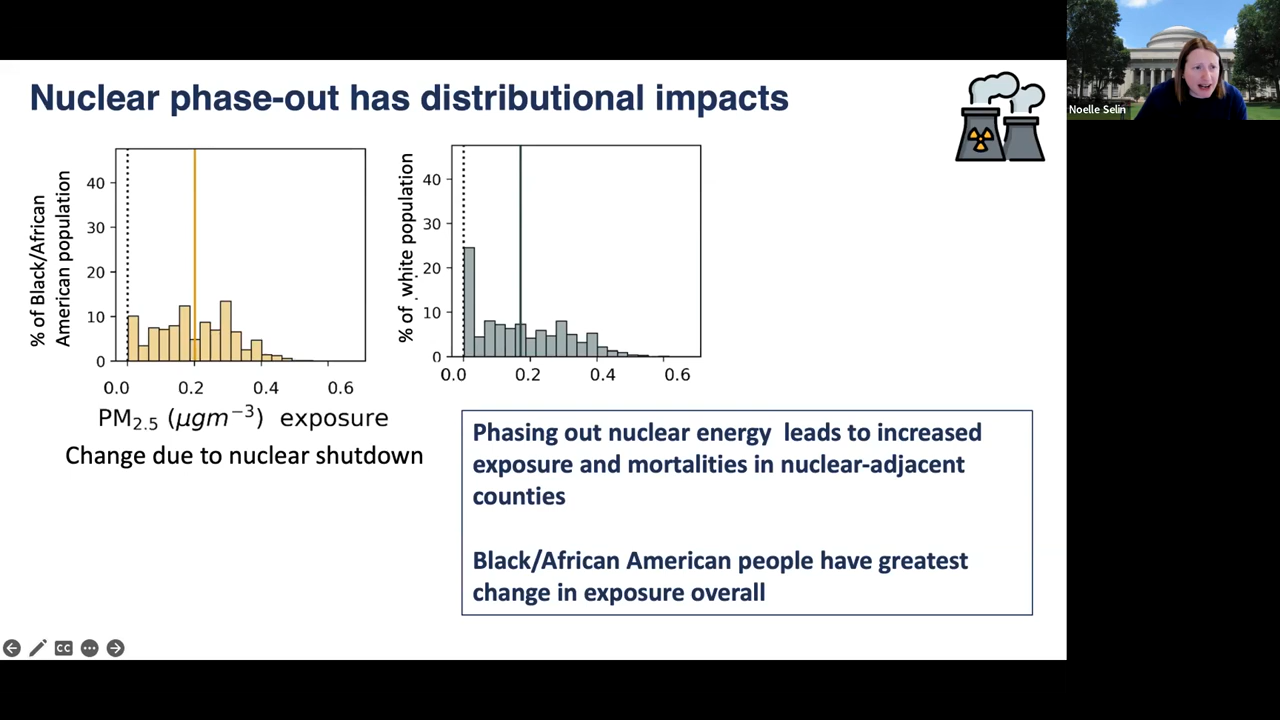 Nuclear phase-out has distributional impacts
Noelle Selin
% of Black/African
American population
40
30
20
10
0
0.0 0.2 0.4 0.6
PM2.5 (μgm−3) exposure
Change due to nuclear shutdown
% of white population
40
30
20
10
0
0.0 0.2 0.4 0.6
Phasing out nuclear energy leads to increased
exposure and mortalities in nuclear-adjacent
counties
Black/African American people have greatest
change in exposure overall
CC